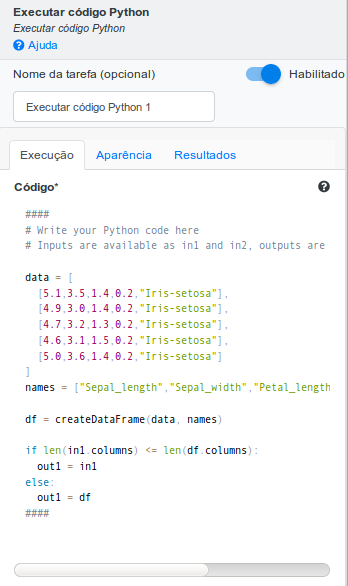 Executar código Python
Executar código Python
Ajuda
Nome da tarefa (opcional)
Habilitado
Executar código Python 1
Execução Aparência Resultados
Código*
####
# Write your Python code here
# Inputs are available as in1 and in2, outputs are
data = [
[5.1,3.5,1.4,0.2,"Iris-setosa"],
[4.9,3.0,1.4,0.2,"Iris-setosa"],
[4.7,3.2,1.3,0.2,"Iris-setosa"],
[4.6,3.1,1.5,0.2,"Iris-setosa"],
[5.0,3.6,1.4,0.2,"Iris-setosa"]
]
names = ["Sepal_length","Sepal_width","Petal_length
df = createDataFrame(data, names)
if len(in1.columns) <= len(df.columns):
out1 = in1
else:
out1 = df
####